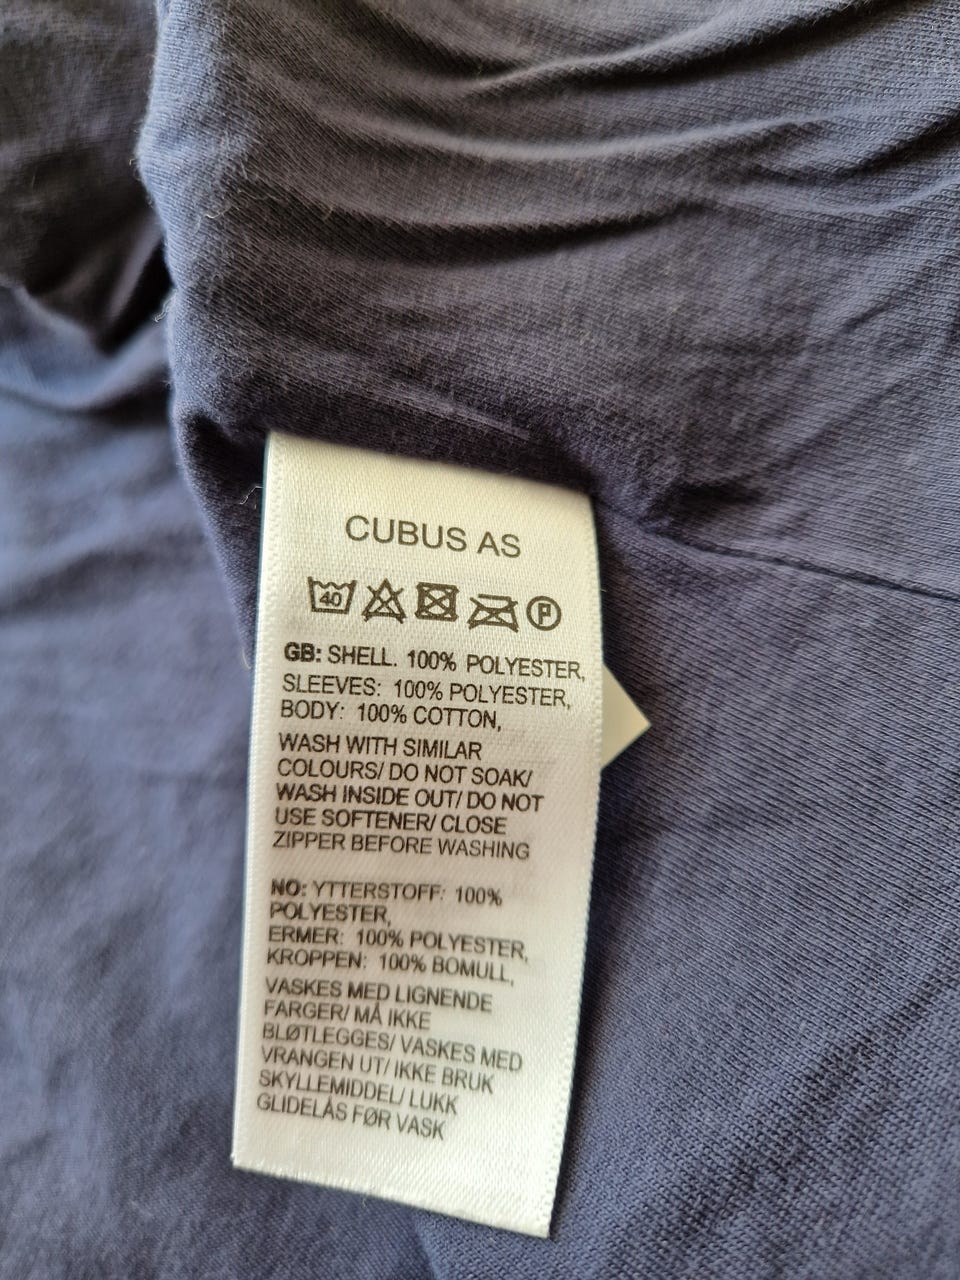 CUBUS AS
40 P
GB: SHELL. 100% POLYESTER,
SLEEVES: 100% POLYESTER,
BODY: 100% COTTON,
WASH WITH SIMILAR
COLOURS/ DO NOT SOAK/
WASH INSIDE OUT/ DO NOT
USE SOFTENER/ CLOSE
ZIPPER BEFORE WASHING
NO: YTTERSTOFF: 100%
POLYESTER,
ERMER: 100% POLYESTER,
KROPPEN: 100% BOMULL,
VASKES MED LIGNENDE
FARGER/ MÅ IKKE
BLØTLEGGES/ VASKES MED
VRANGEN UT/ IKKE BRUK
SKYLLEMIDDEL/ LUKK
GLIDELÅS FØR VASK